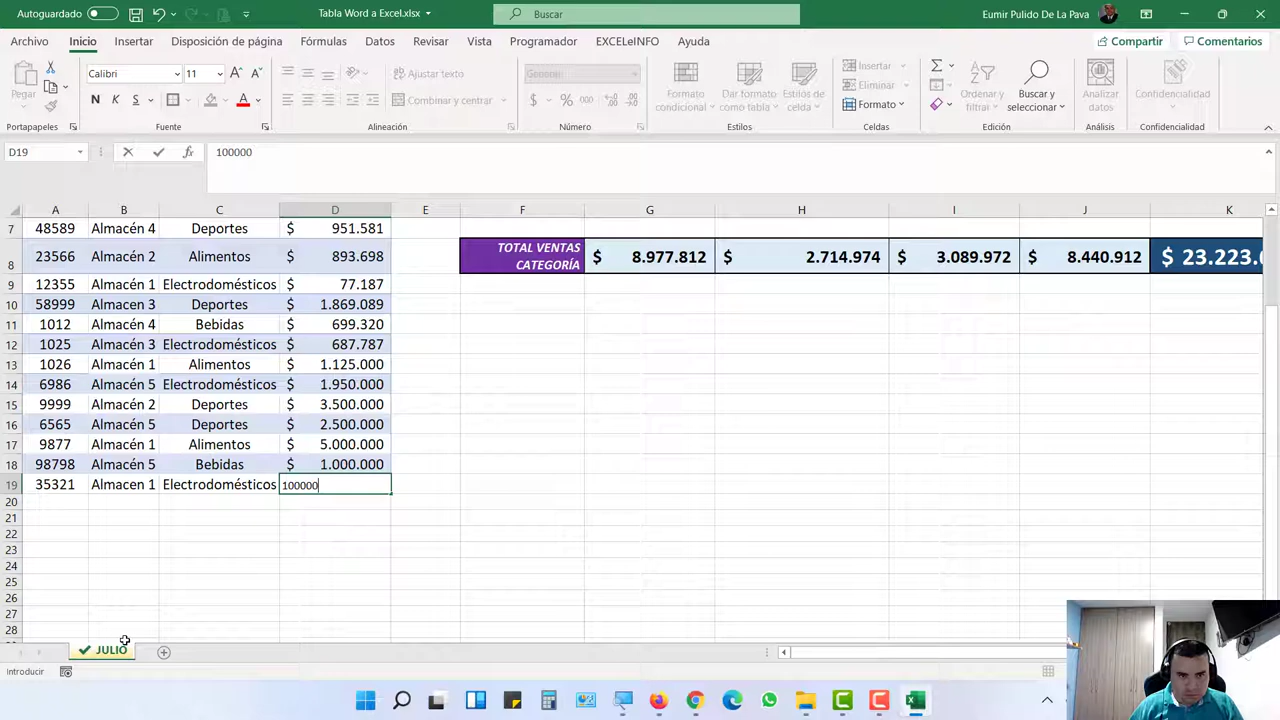 Autoguardado
Tabla Word a Excel.xlsx
Buscar
Eumir Pulido De La Pava
Archivo Inicio Insertar Disposición de página Fórmulas Datos Revisar Vista Programador EXCELeINFO Ayuda
Compartir Comentarios
Pegar
Calibri 11
N K S
Ajustar texto
Combinar y centrar
General
$ % 000
Formato condicional
Dar formato como tabla
Estilos de celda
Insertar
Eliminar
Formato
Ordenar y filtrar
Buscar y seleccionar
Analizar datos
Confidencialidad
Portapapeles Fuente Alineación Número Estilos Celdas Edición Análisis Confidencialidad
D19 fx 100000
A B C D E F G H I J K
7 48589 Almacén 4 Deportes $ 951.581
8 23566 Almacén 2 Alimentos $ 893.698 TOTAL VENTAS CATEGORÍA $ 8.977.812 $ 2.714.974 $ 3.089.972 $ 8.440.912 $ 23.223.
9 12355 Almacén 1 Electrodomésticos $ 77.187
10 58999 Almacen 3 Deportes $ 1.869.089
11 1012 Almacén 4 Bebidas $ 699.320
12 1025 Almacén 3 Electrodomésticos $ 687.787
13 1026 Almacén 1 Alimentos $ 1.125.000
14 6986 Almacén 5 Electrodomésticos $ 1.950.000
15 9999 Almacén 2 Deportes $ 3.500.000
16 6565 Almacén 5 Deportes $ 2.500.000
17 9877 Almacén 1 Alimentos $ 5.000.000
18 98798 Almacén 5 Bebidas $ 1.000.000
19 35321 Almacen 1 Electrodomésticos 100000
20
21
22
23
24
25
26
27
28
JULIO
Introducir